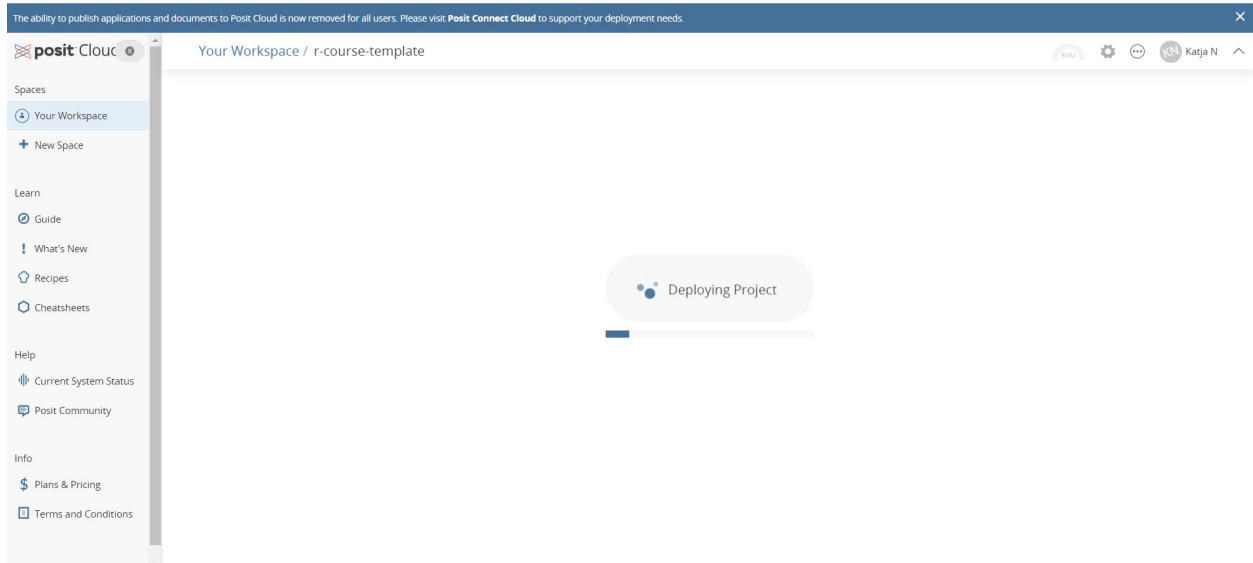 The ability to publish applications and documents to Posit Cloud is now removed for all users. Please visit Posit Connect Cloud to support your deployment needs.
posit Cloud
Your Workspace / r-course-template
RAM
KN
Katja N
Spaces
Your Workspace
New Space
Learn
Guide
What's New
Recipes
Cheatsheets
Help
Current System Status
Posit Community
Info
Plans & Pricing
Terms and Conditions
Deploying Project